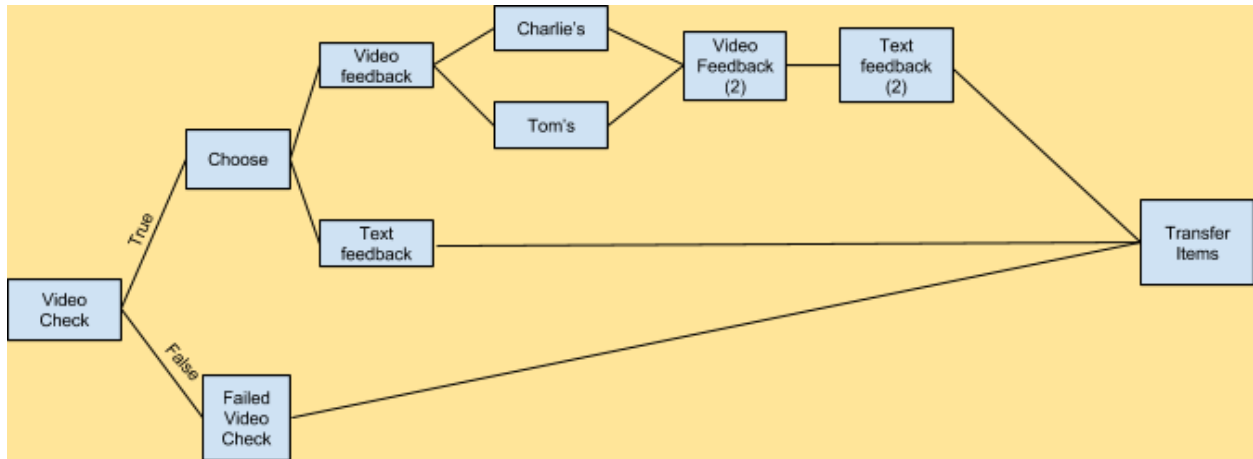 Charlie's
Video
feedback
Video
Feedback
(2)
Text
feedback
(2)
Tom's
Choose
True
Text
feedback
Transfer
Items
Video
Check
False
Failed
Video
Check